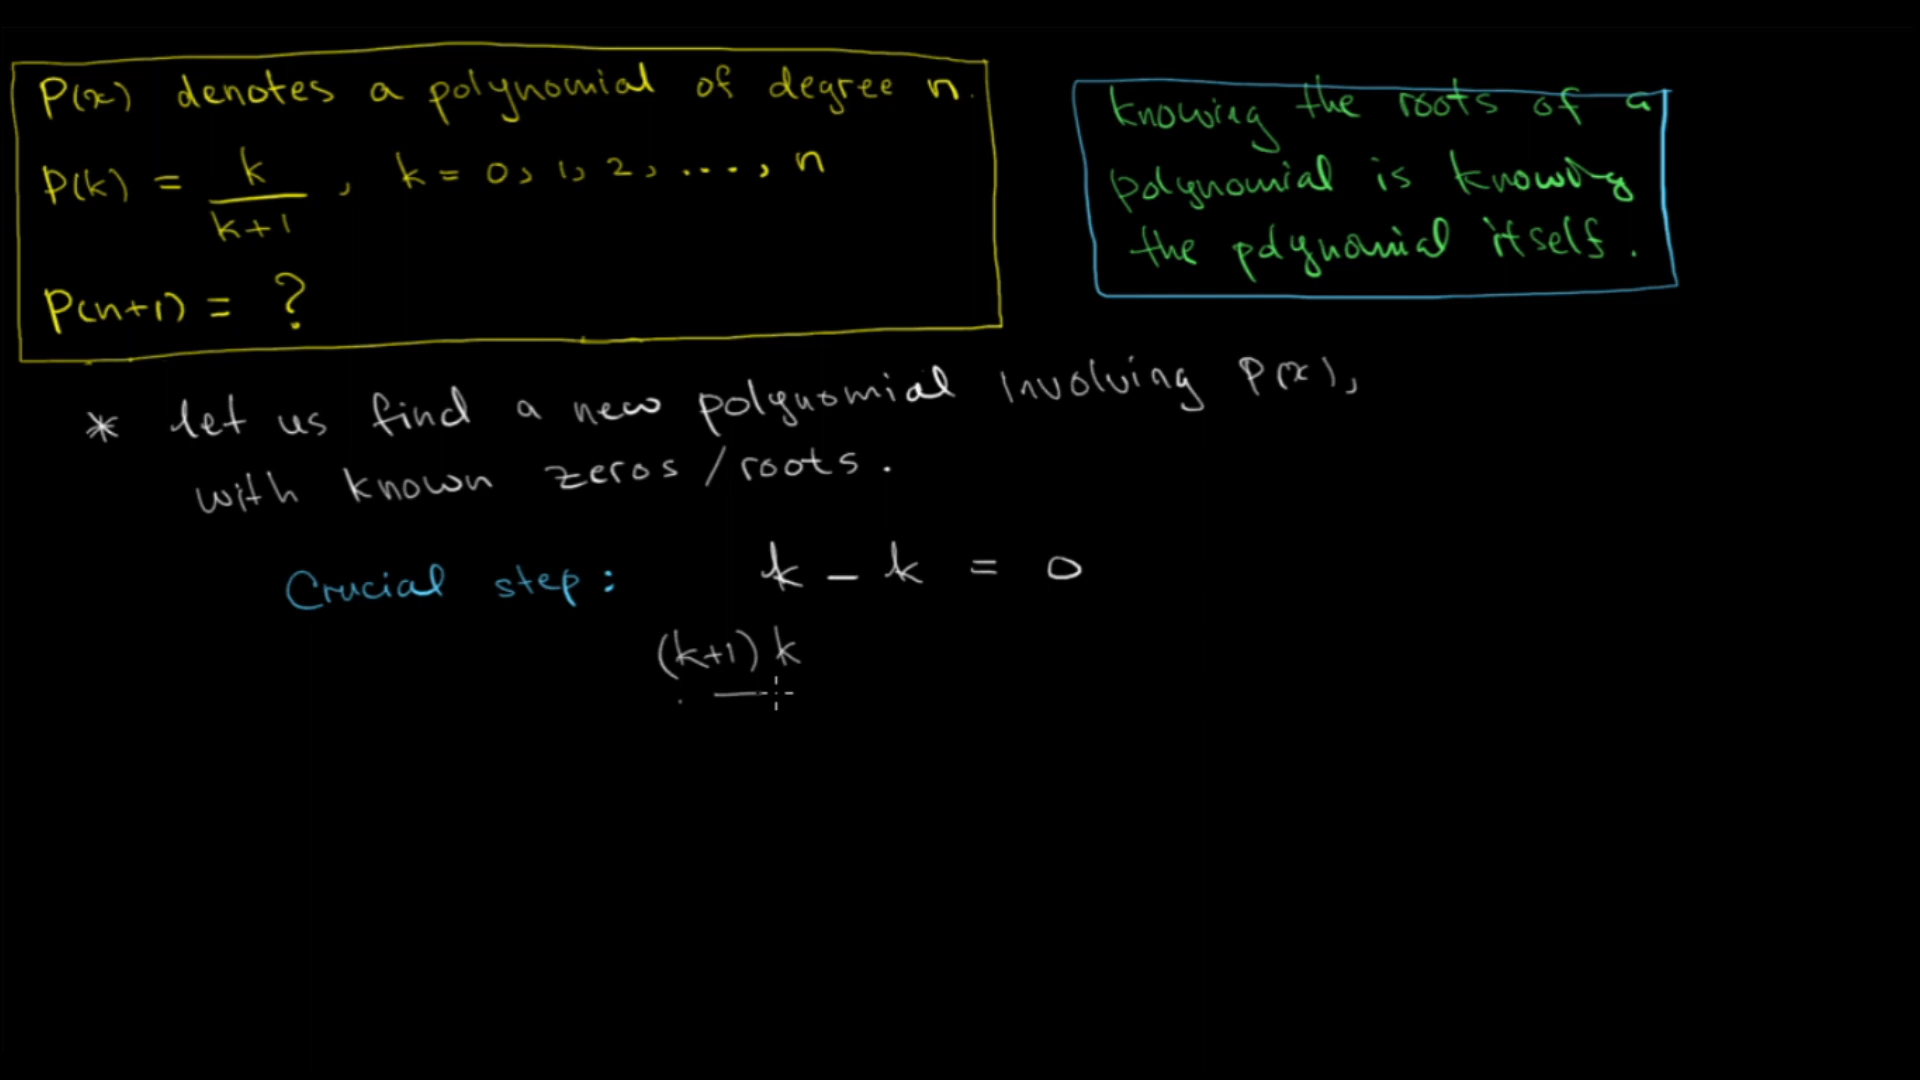 P(x) denotes a polynomial of degree n.
P(k) = k/(k+1), k = 0, 1, 2, ..., n
P(n+1) = ?
Knowing the roots of a
polynomial is knowing
the polynomial itself.
* let us find a new polynomial involving P(x),
with known zeros/roots.
Crucial step: k - k = 0
(k+1) k